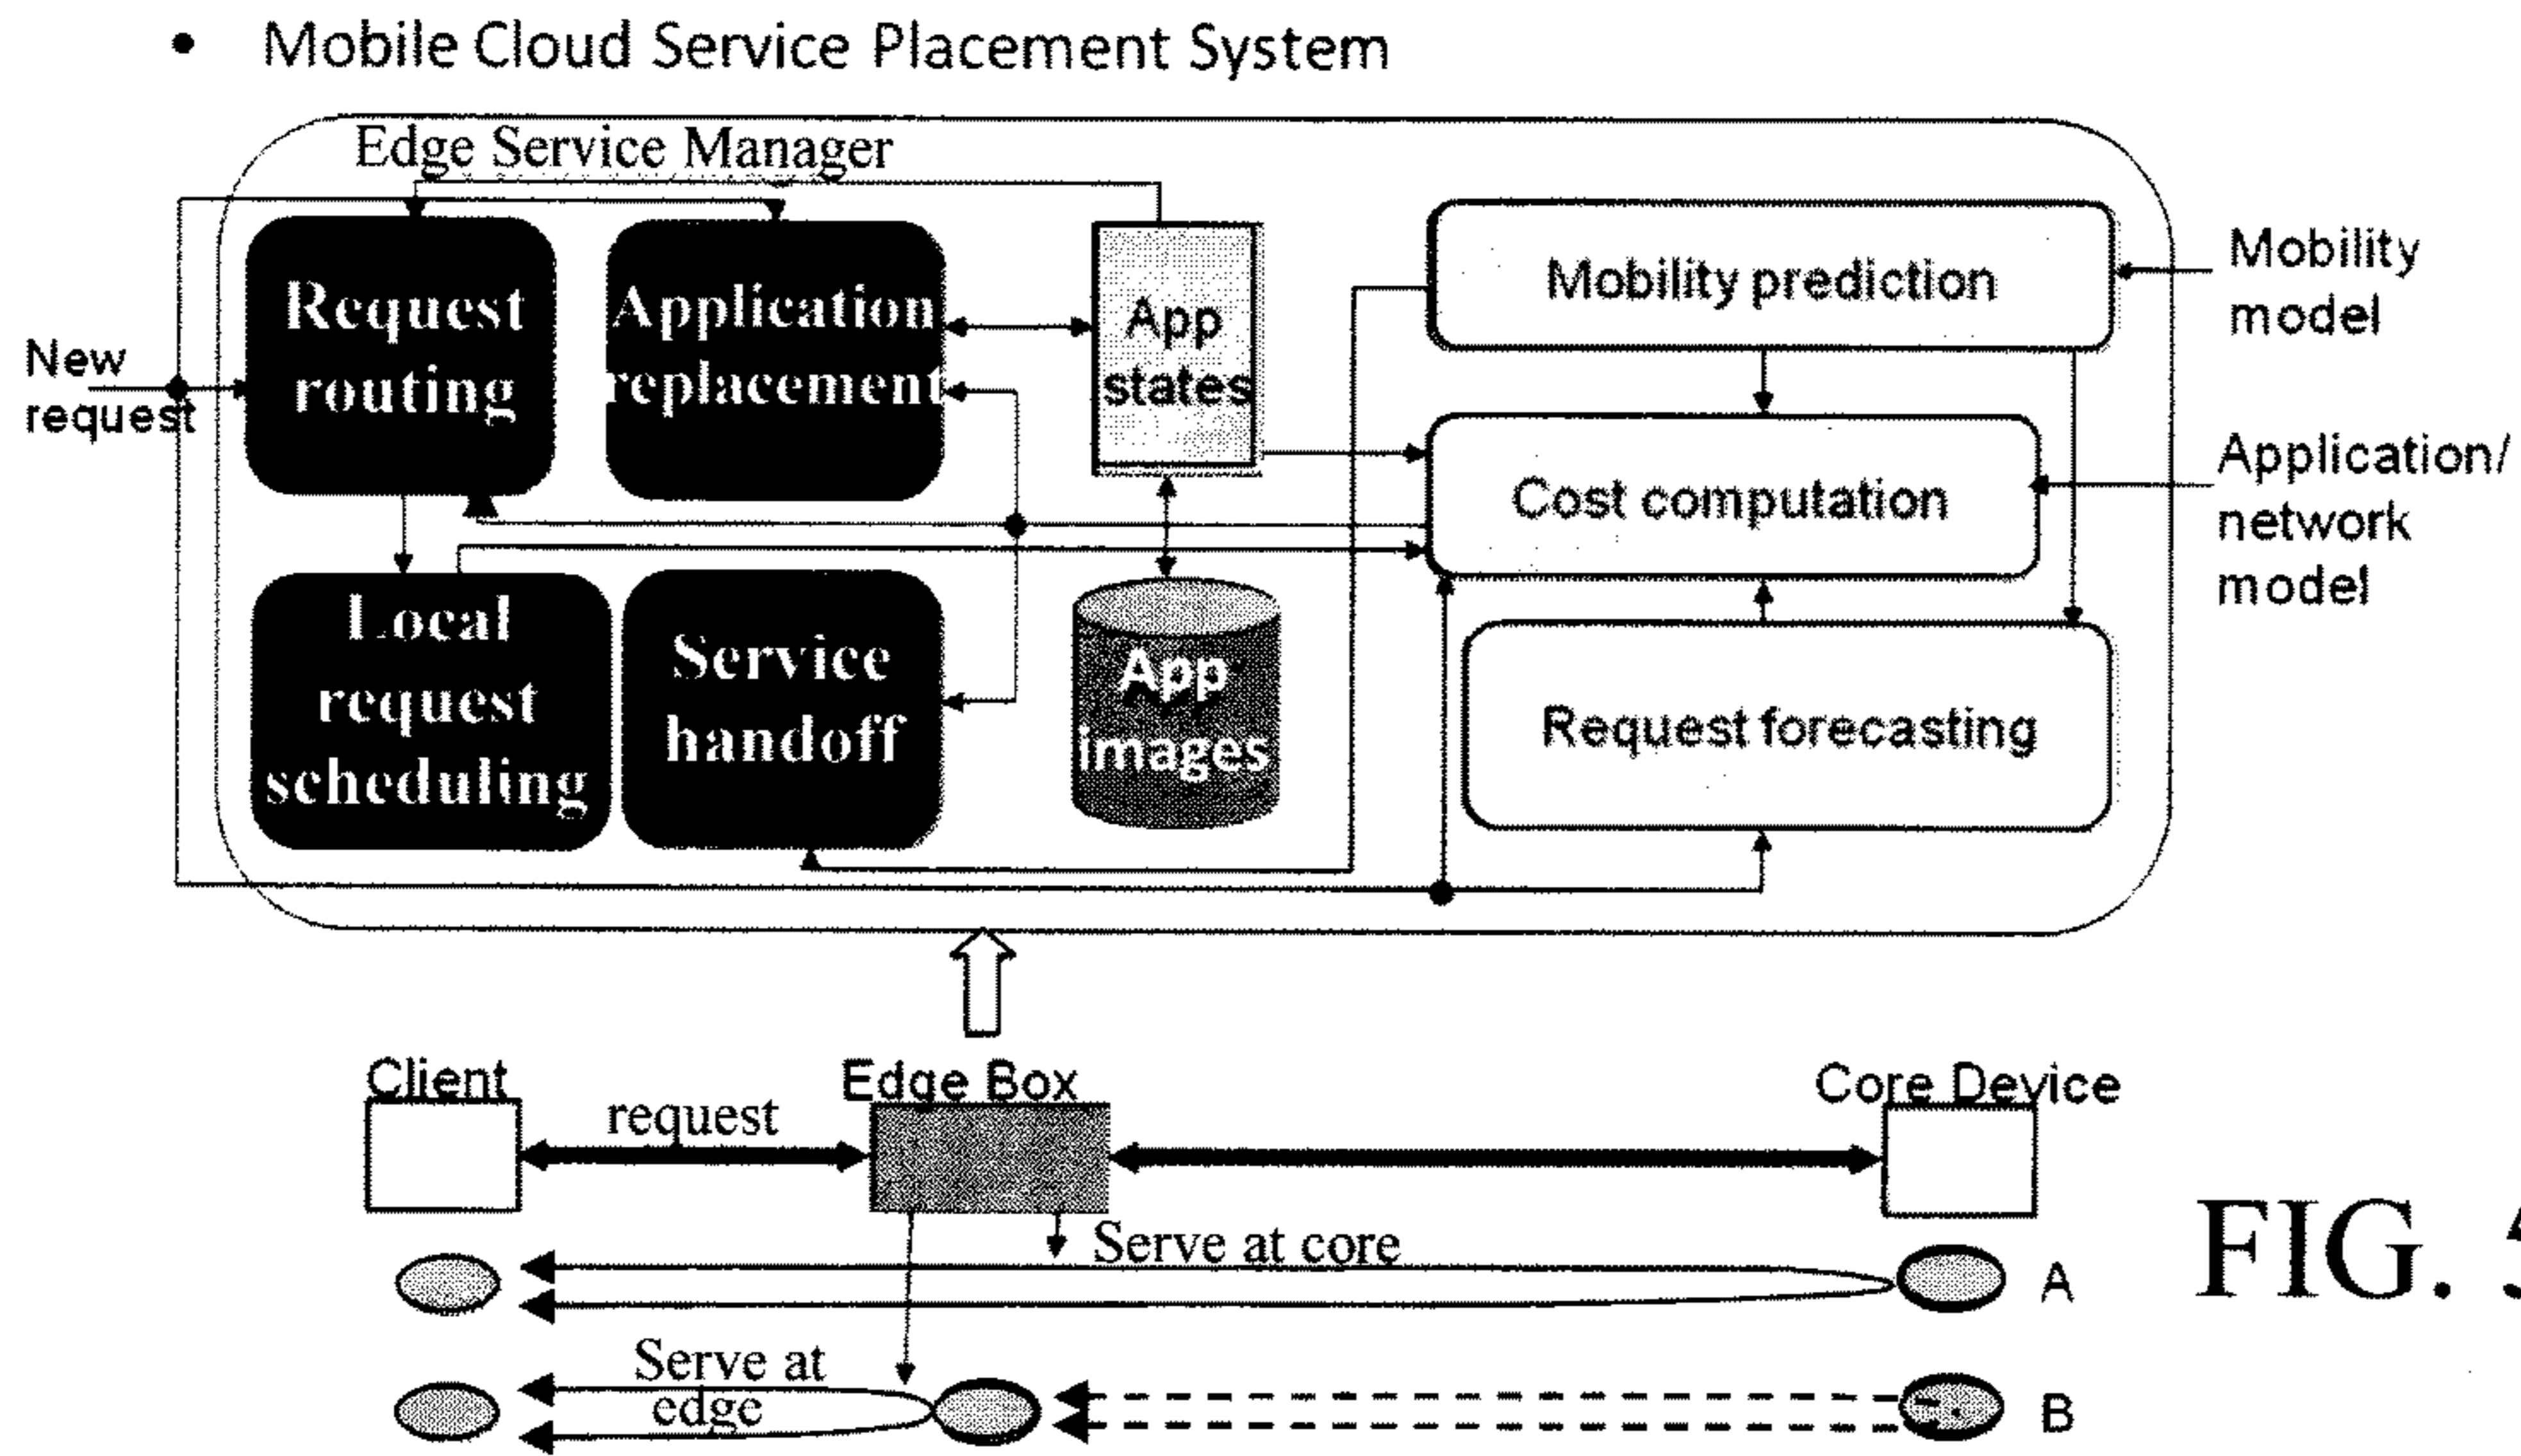 • Mobile Cloud Service Placement System
Edge Service Manager
New
request
Request
routing
Application
replacement
App
states
Mobility prediction
Mobility
model
Cost computation
Application/
network
model
Local
request
scheduling
Service
handoff
App
images
Request forecasting
Client
request
Edge Box
Core Device
Serve at core
A
Serve at
edge
B
FIG. 5